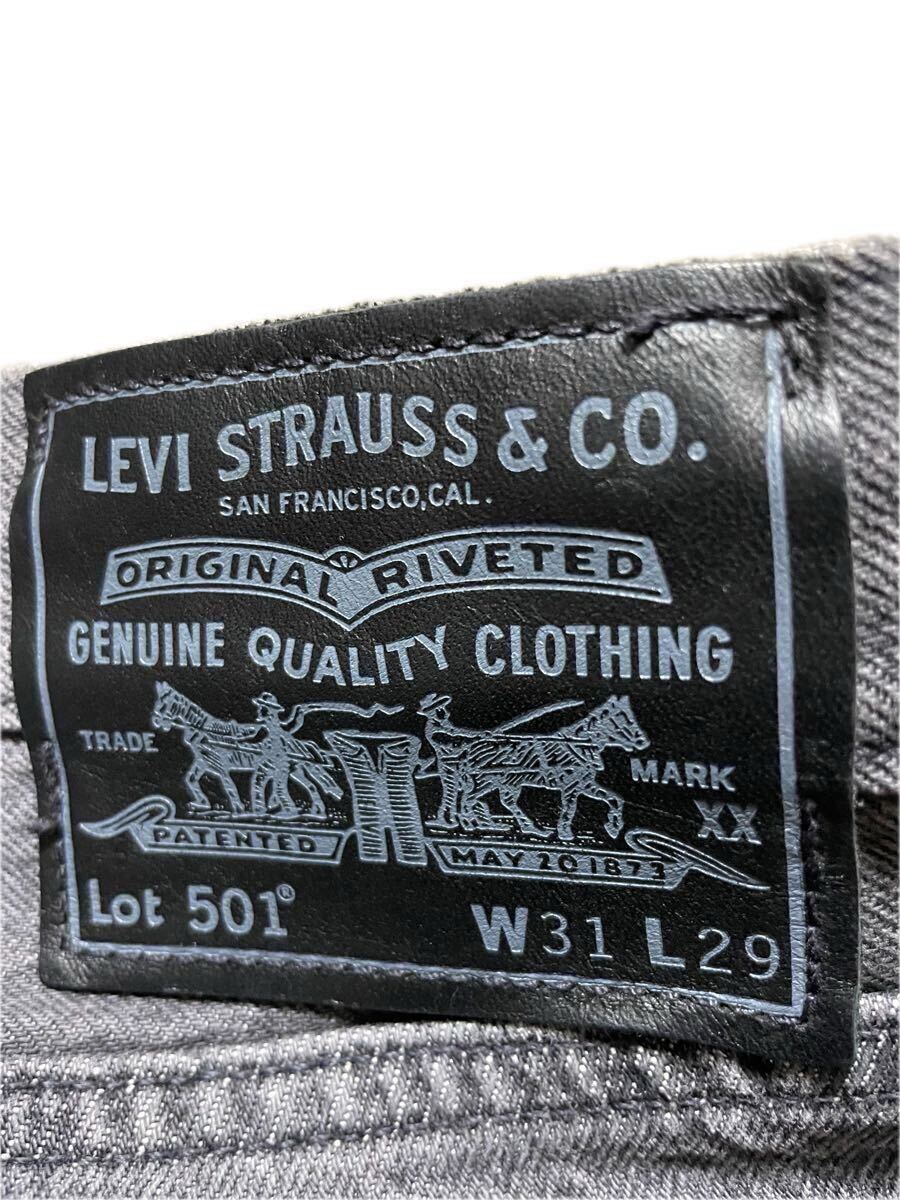 LEVI STRAUSS & CO.
SAN FRANCISCO, CAL.
ORIGINAL RIVETED
GENUINE QUALITY CLOTHING
TRADE MARK
XX
PATENTED MAY 20 1873
Lot 501® W31 L29